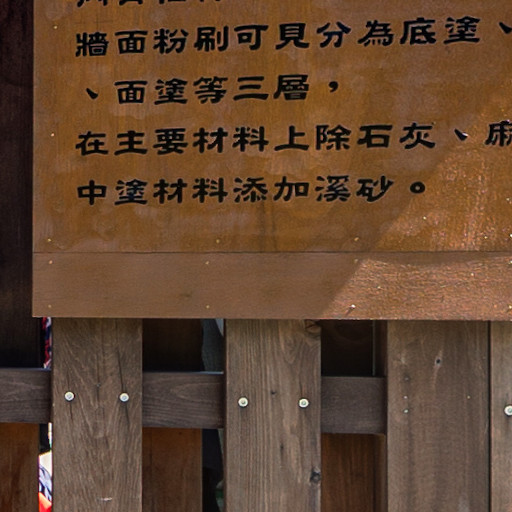 牆面粉刷可見分為底塗、
、面塗等三層，
在主要材料上除石灰、麻
中塗材料添加溪砂。